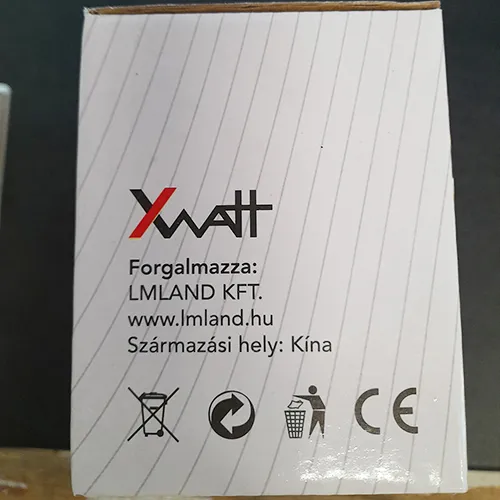 XWATT
Forgalmazza:
LMLAND KFT.
www.lmland.hu
Származási hely: Kína
CE